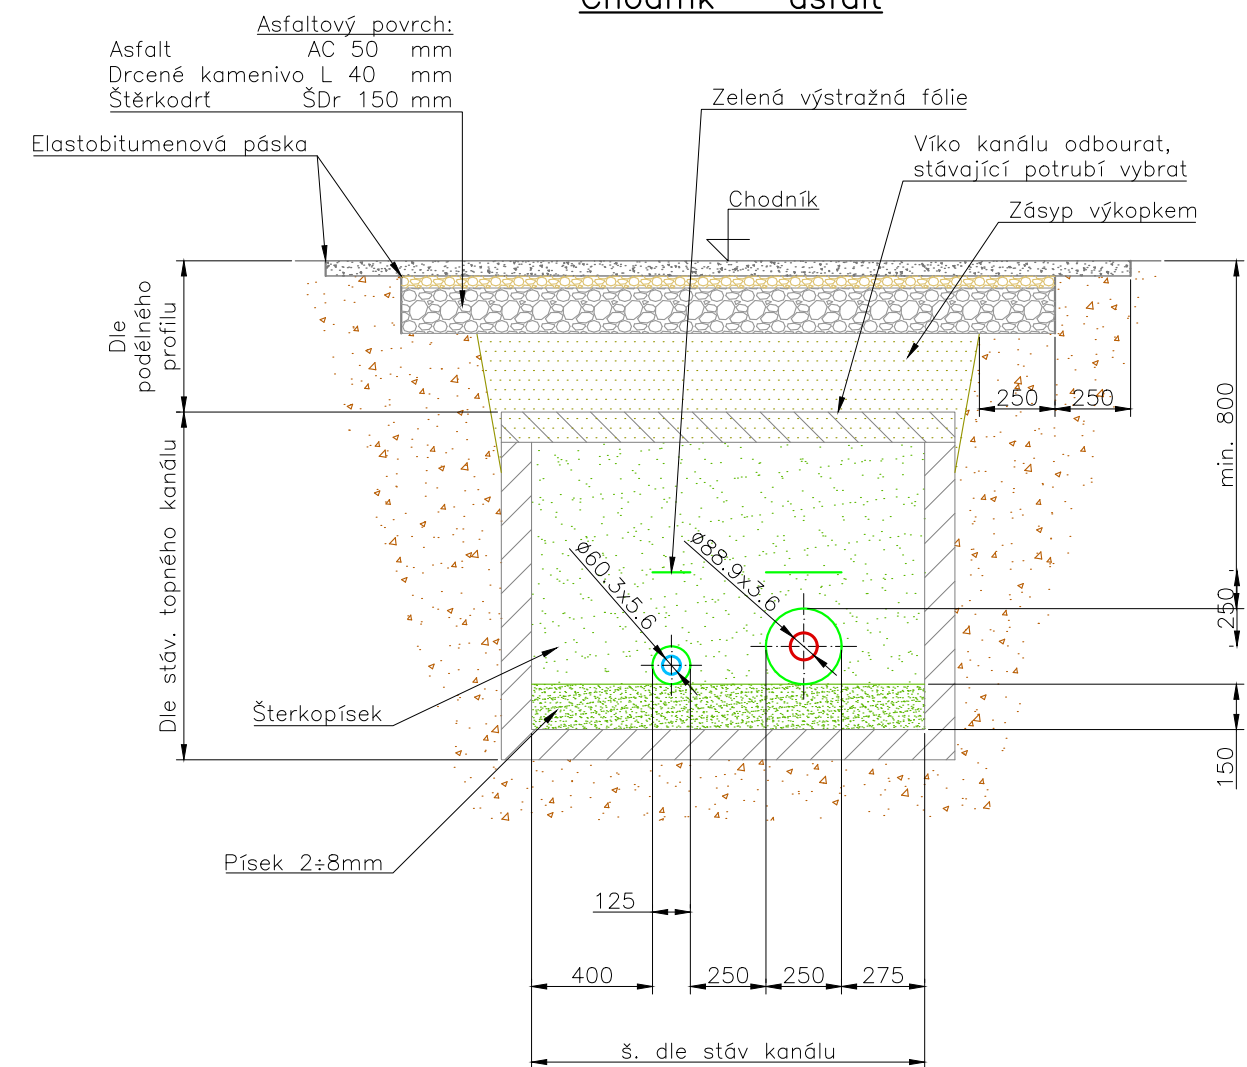 Chodník asfalt
Asfaltový povrch:
Asfalt AC 50 mm
Drcené kamenivo L 40 mm
Štěrkodrť ŠDr 150 mm
Elastobitumenová páska
Zelená výstražná fólie
Víko kanálu odbourat,
stávající potrubí vybrat
Chodník
Zásyp výkopkem
Dle
podélného
profilu
250
250
min. 800
Dle stáv. topného kanálu
ø60.3x5.6
ø88.9x3.6
250
Šterkopísek
150
Písek 2÷8mm
125
400
250
250
275
š. dle stáv kanálu